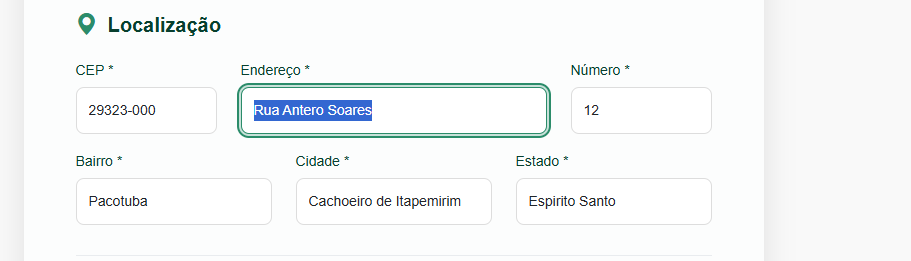 Localização
CEP * Endereço * Número *
29323-000 Rua Antero Soares 12
Bairro * Cidade * Estado *
Pacotuba Cachoeiro de Itapemirim Espirito Santo